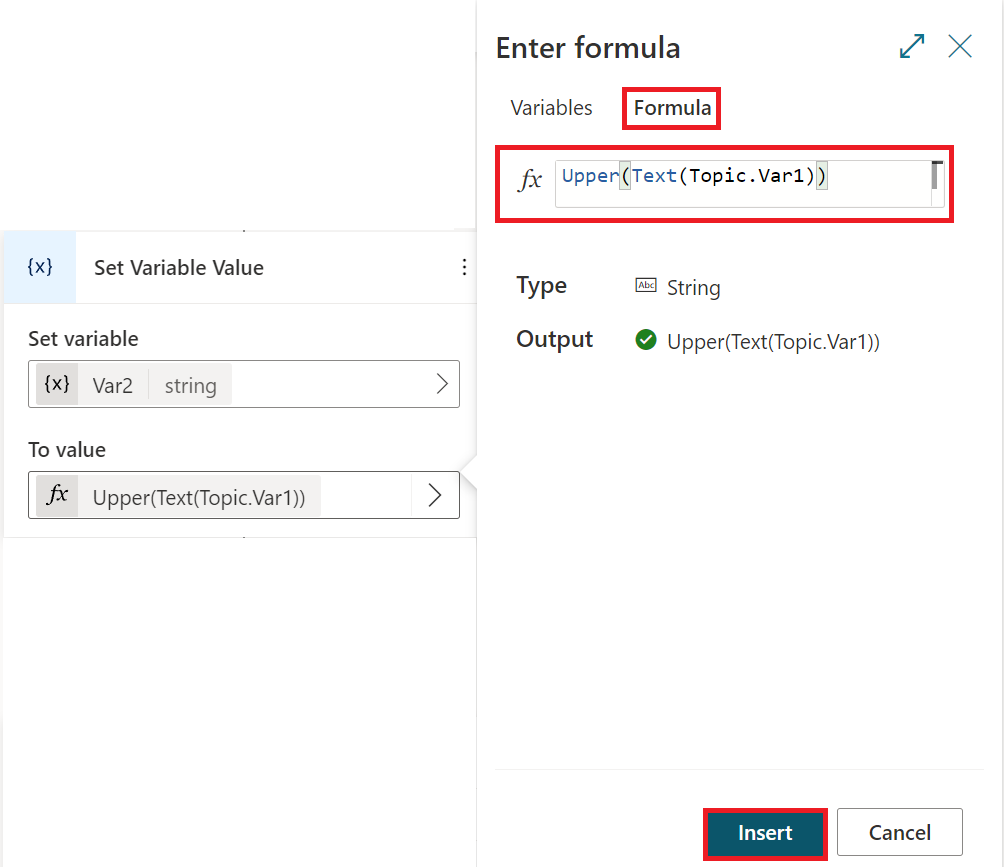 Enter formula
Variables
Formula
fx
Upper(Text(Topic.Var1))
Type
Abc
String
Output
Upper(Text(Topic.Var1))
Insert
Cancel
{x}
Set Variable Value
Set variable
{x} Var2 string
To value
fx Upper(Text(Topic.Var1))